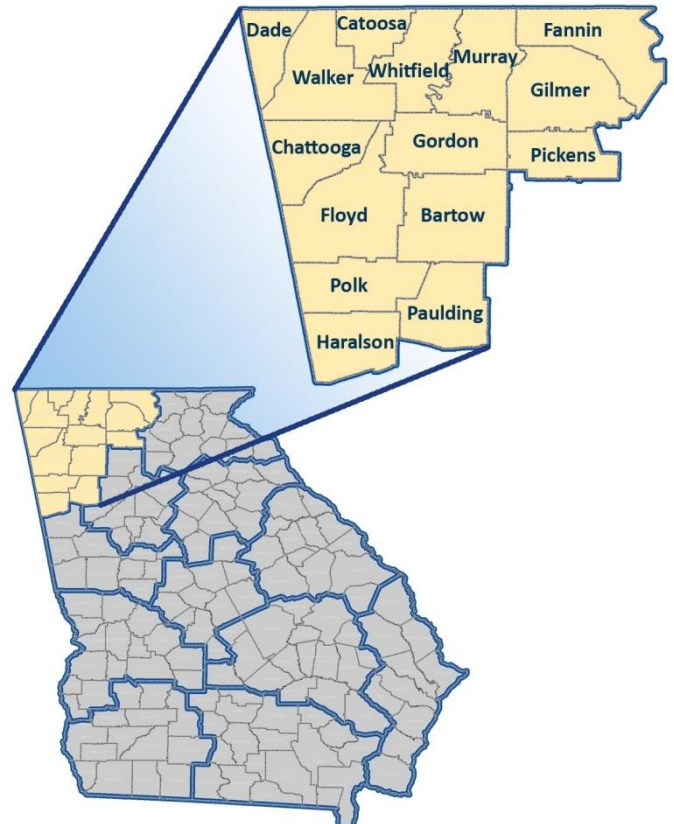 Dade
Catoosa
Fannin
Walker
Whitfield
Murray
Gilmer
Chattooga
Gordon
Pickens
Floyd
Bartow
Polk
Paulding
Haralson